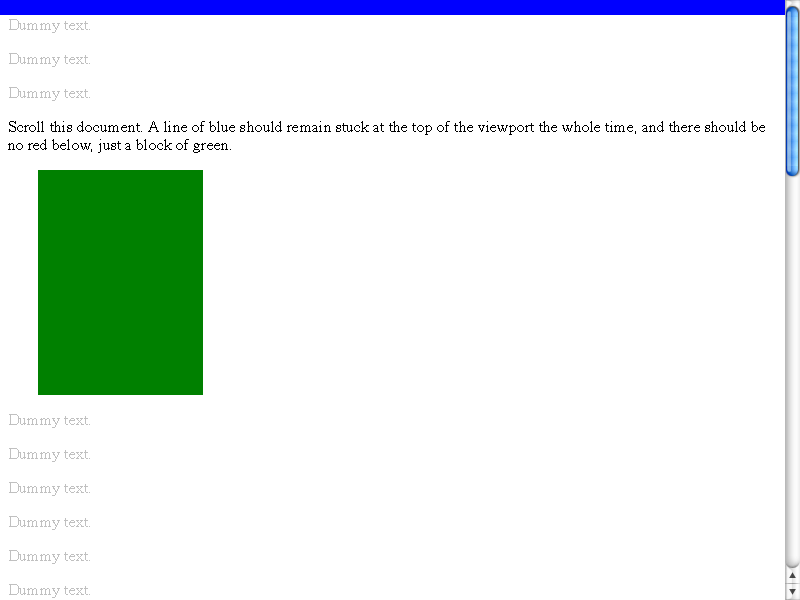 Dummy text.
Dummy text.
Dummy text.
Scroll this document. A line of blue should remain stuck at the top of the viewport the whole time, and there should be
no red below, just a block of green.
Dummy text.
Dummy text.
Dummy text.
Dummy text.
Dummy text.
Dummy text.